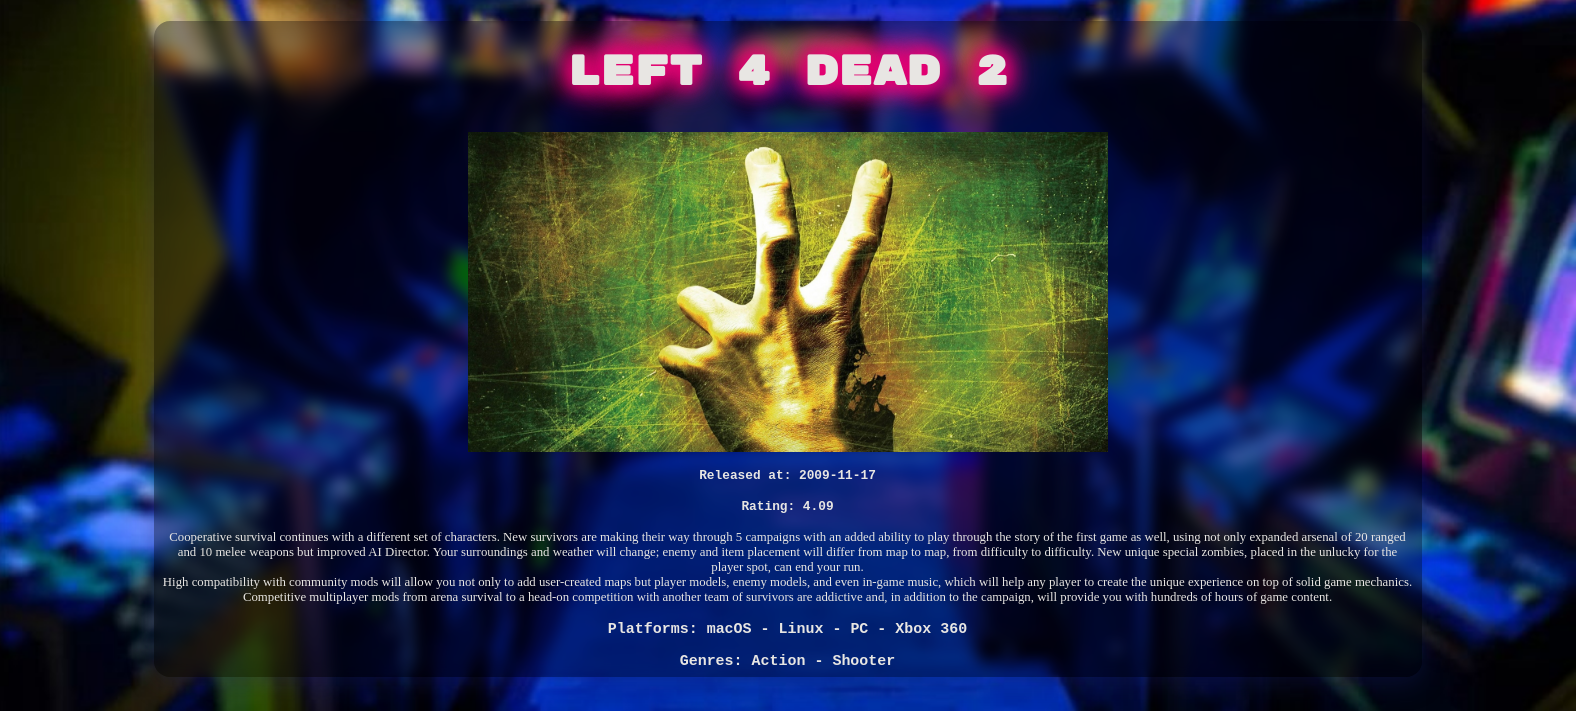 LEFT 4 DEAD 2
Released at: 2009-11-17
Rating: 4.09
Cooperative survival continues with a different set of characters. New survivors are making their way through 5 campaigns with an added ability to play through the story of the first game as well, using not only expanded arsenal of 20 ranged
and 10 melee weapons but improved AI Director. Your surroundings and weather will change; enemy and item placement will differ from map to map, from difficulty to difficulty. New unique special zombies, placed in the unlucky for the
player spot, can end your run.
High compatibility with community mods will allow you not only to add user-created maps but player models, enemy models, and even in-game music, which will help any player to create the unique experience on top of solid game mechanics.
Competitive multiplayer mods from arena survival to a head-on competition with another team of survivors are addictive and, in addition to the campaign, will provide you with hundreds of hours of game content.
Platforms: macOS - Linux - PC - Xbox 360
Genres: Action - Shooter